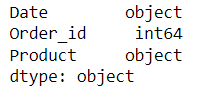 Date        object
Order_id     int64
Product     object
dtype: object